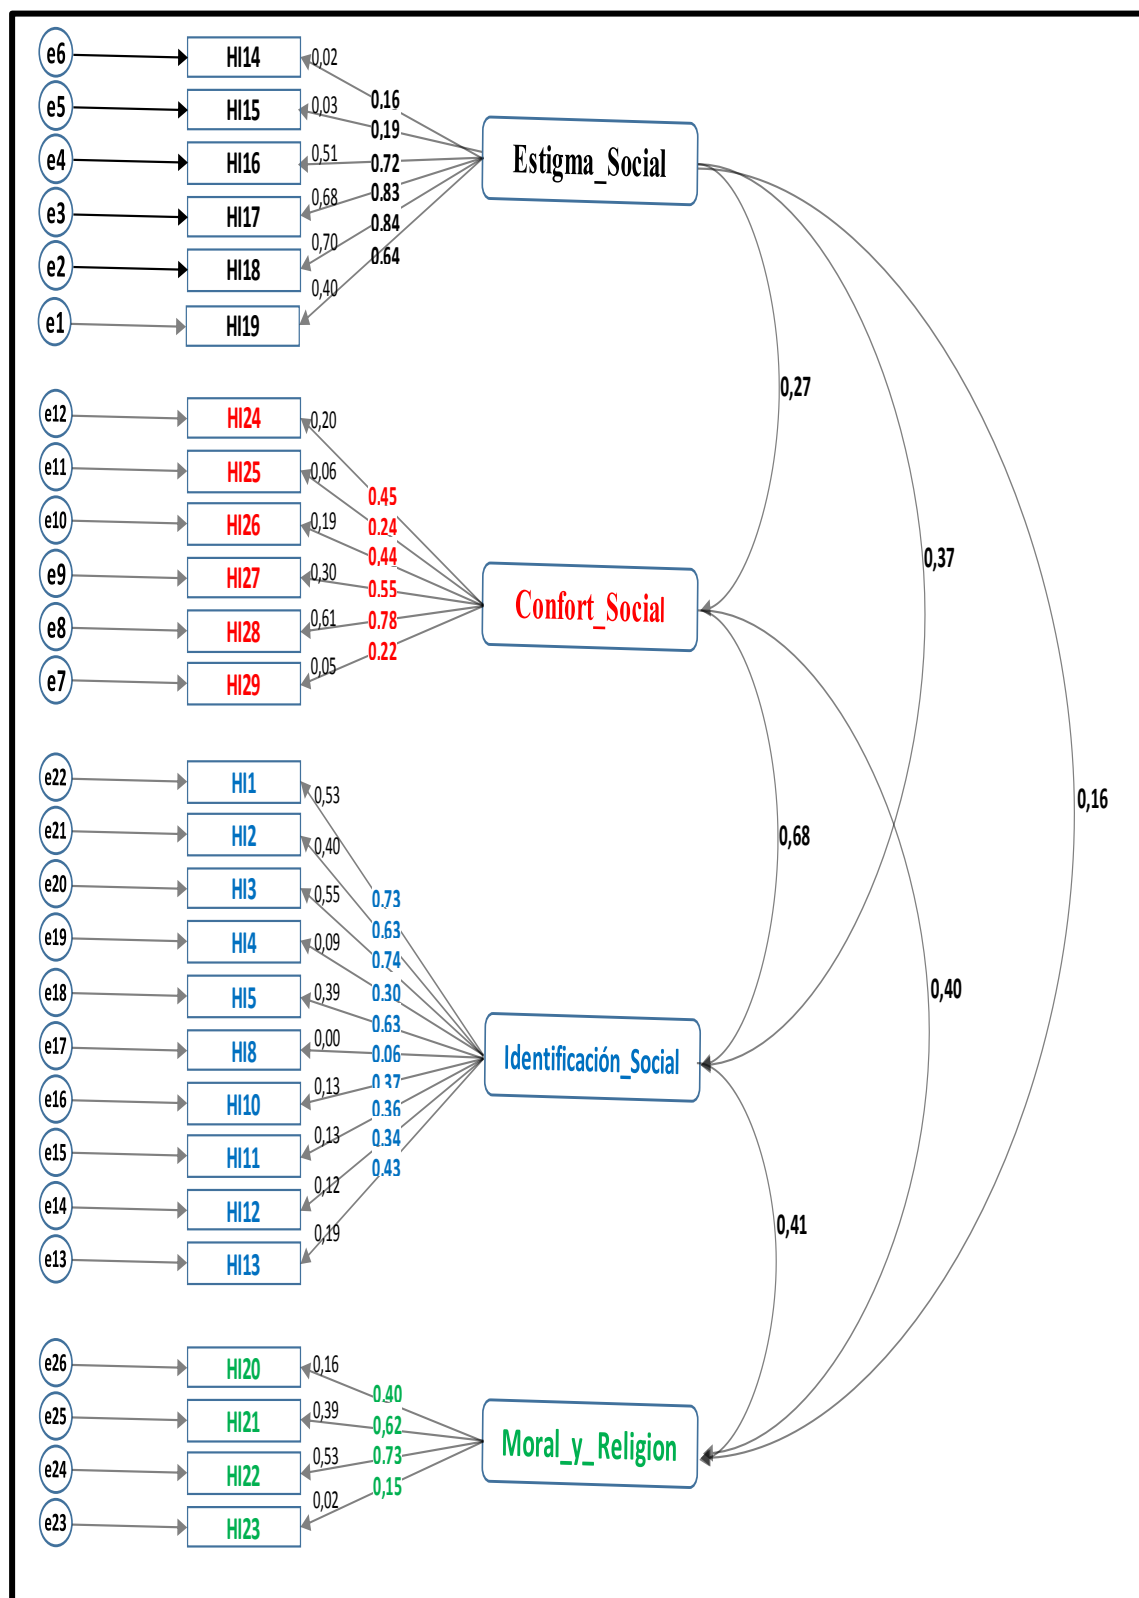 e6 HI14 0,02 0,16
e5 HI15 0,03 0,19
e4 HI16 0,51 0,72
e3 HI17 0,68 0,83
e2 HI18 0,70 0,84
e1 HI19 0,40 0,64
Estigma_Social
0,27
0,37
0,16
e12 HI24 0,20 0.45
e11 HI25 0,06 0.24
e10 HI26 0,19 0.44
e9 HI27 0,30 0.55
e8 HI28 0,61 0.78
e7 HI29 0,05 0.22
Confort_Social
0,68
0,40
e22 HI1 0,53 0.73
e21 HI2 0,40 0.63
e20 HI3 0,55 0.74
e19 HI4 0,09 0.30
e18 HI5 0,39 0.63
e17 HI8 0,00 0.06
e16 HI10 0,13 0.37
e15 HI11 0,13 0.36
e14 HI12 0,12 0.34
e13 HI13 0,19 0.43
Identificación_Social
0,41
e26 HI20 0,16 0.40
e25 HI21 0,39 0,62
e24 HI22 0,53 0.73
e23 HI23 0,02 0,15
Moral_y_Religion